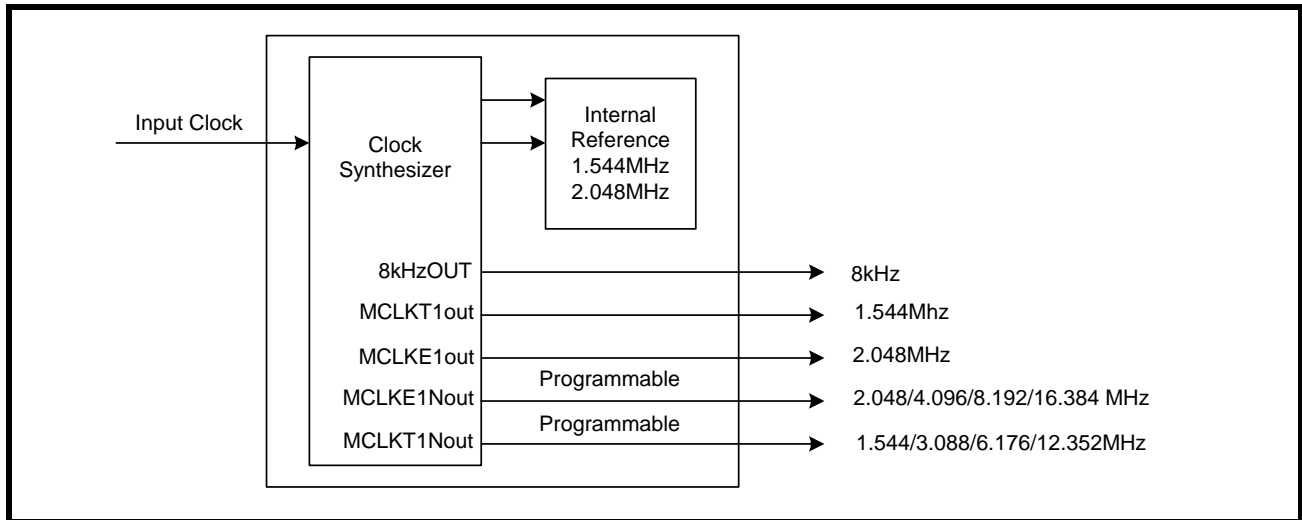 Input Clock
Clock
Synthesizer
Internal
Reference
1.544MHz
2.048MHz
8kHzOUT
8kHz
MCLKT1out
1.544Mhz
MCLKE1out
2.048MHz
Programmable
MCLKE1Nout
2.048/4.096/8.192/16.384 MHz
Programmable
MCLKT1Nout
1.544/3.088/6.176/12.352MHz